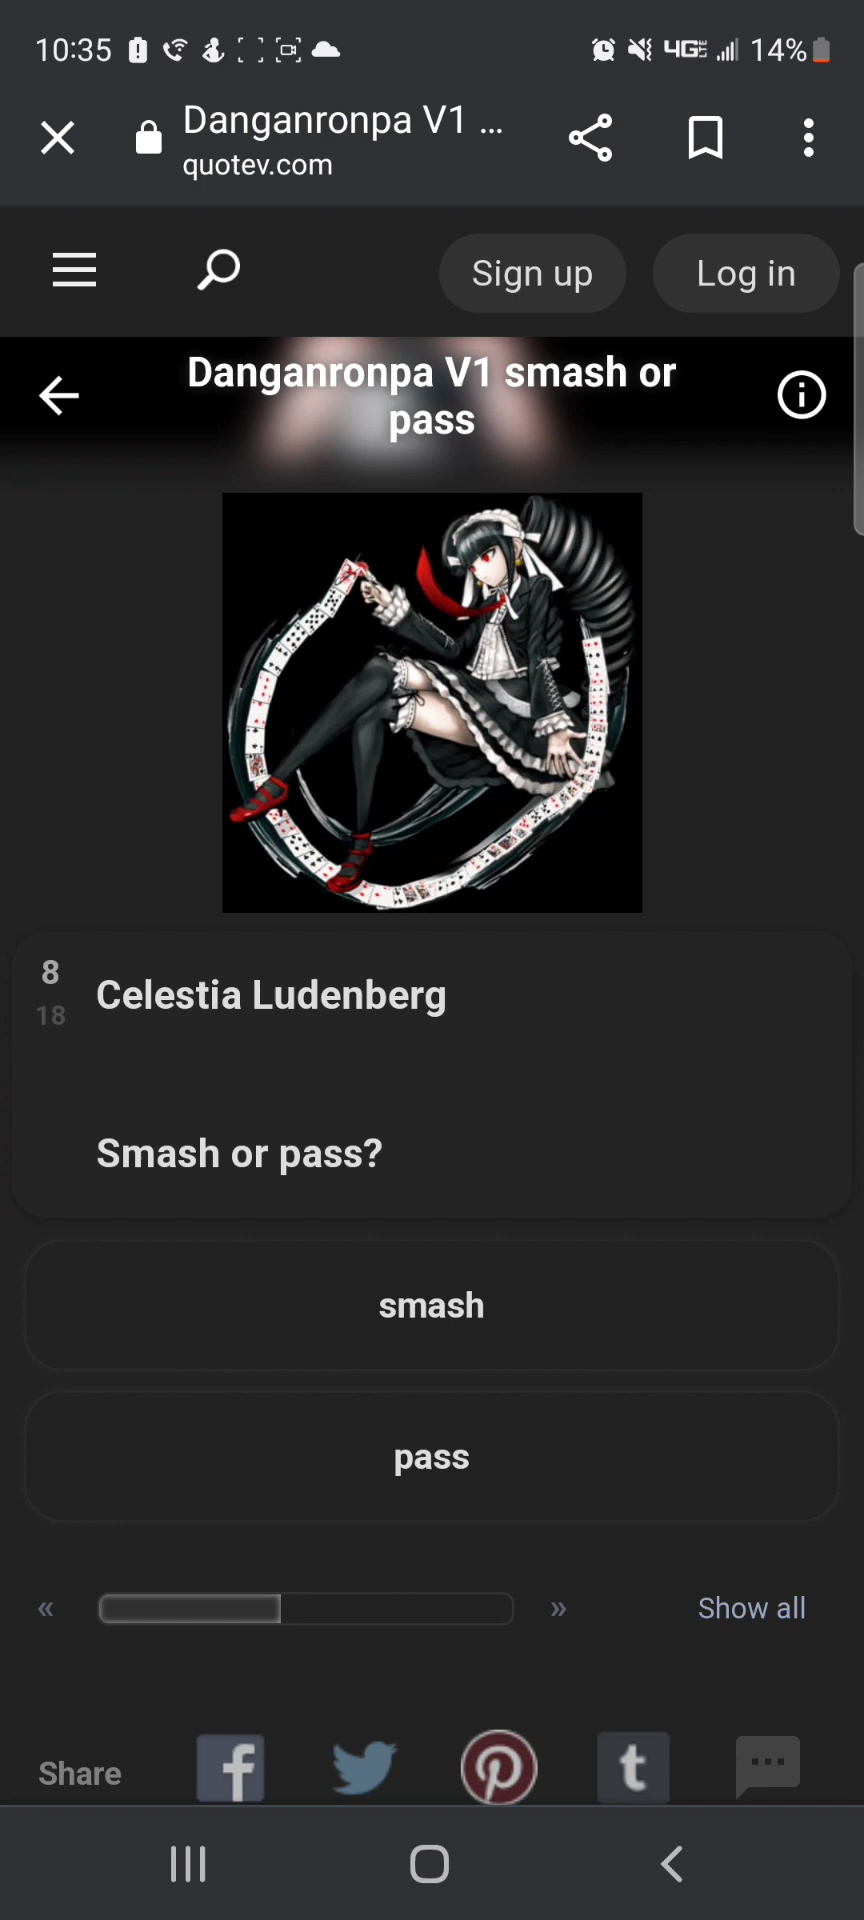 10:35
4GE 14%
Danganronpa V1 ...
quotev.com
Sign up
Log in
Danganronpa V1 smash or
pass
8
18
Celestia Ludenberg
Smash or pass?
smash
pass
«
»
Show all
Share
f
t